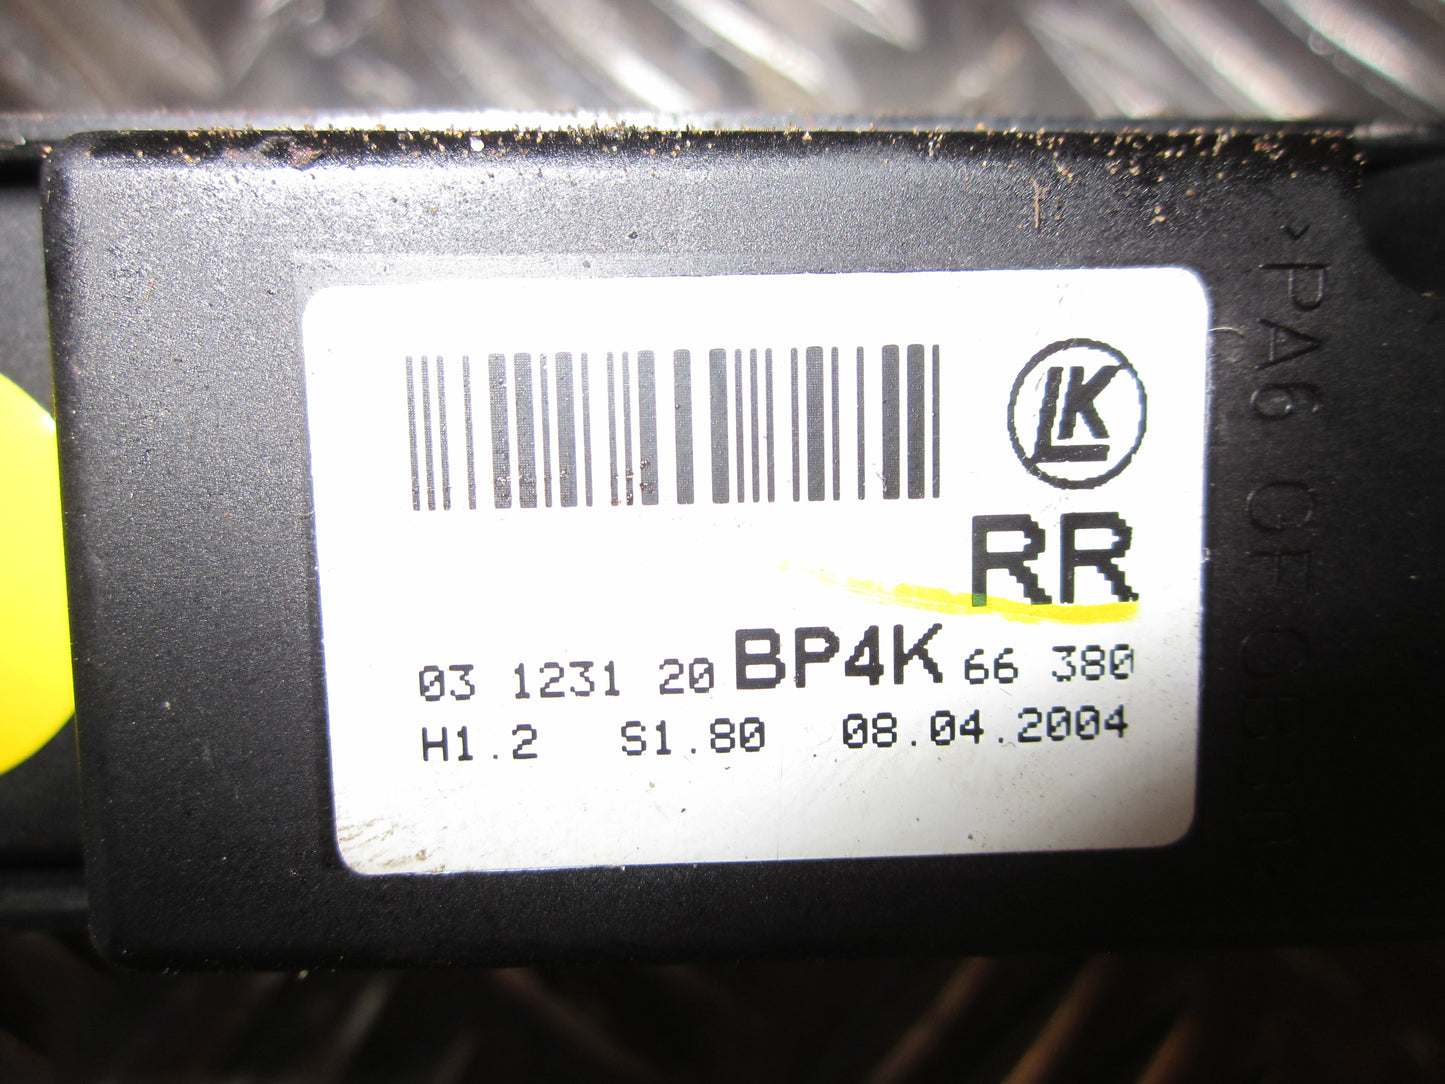 LK
RR
03 1231 20 BP4K 66 380
H1.2 S1.80 08.04.2004
>PA6 GF